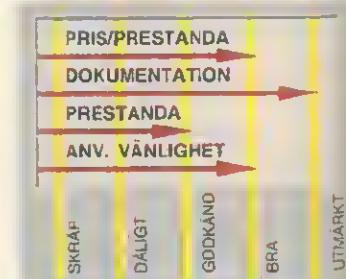 PRIS/PRESTANDA
DOKUMENTATION
PRESTANDA
ANV. VÄNLIGHET
SKRÄP
DÅLIGT
GODKÄND
BRA
UTMÄRKT